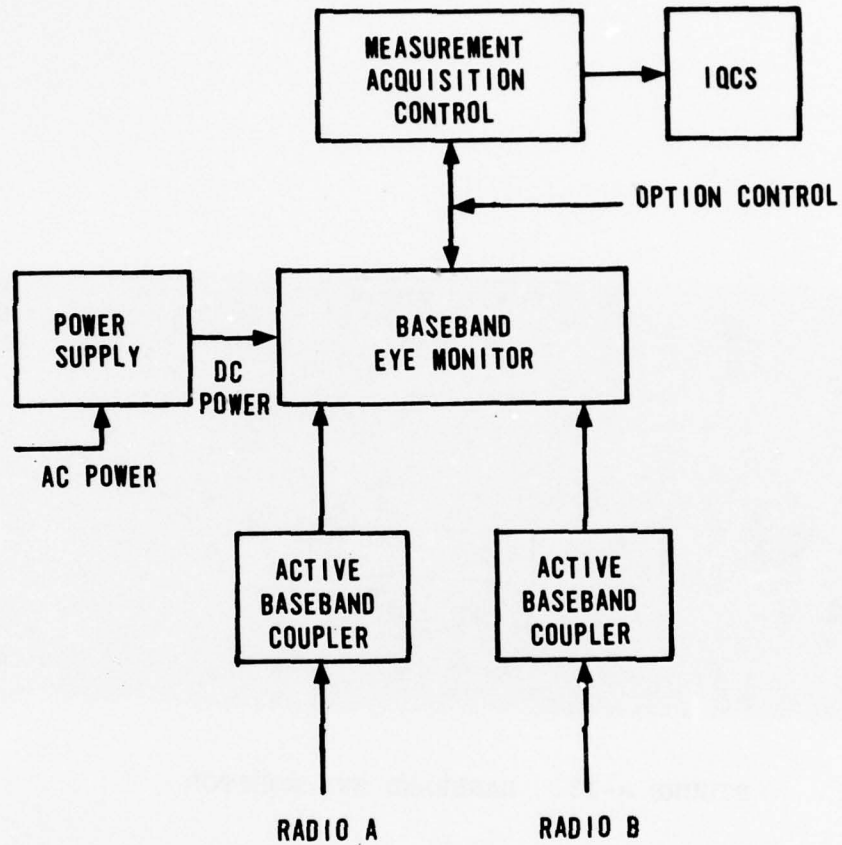 MEASUREMENT
ACQUISITION
CONTROL
IQCS
OPTION CONTROL
POWER
SUPPLY
DC
POWER
BASEBAND
EYE MONITOR
AC POWER
ACTIVE
BASEBAND
COUPLER
ACTIVE
BASEBAND
COUPLER
RADIO A
RADIO B